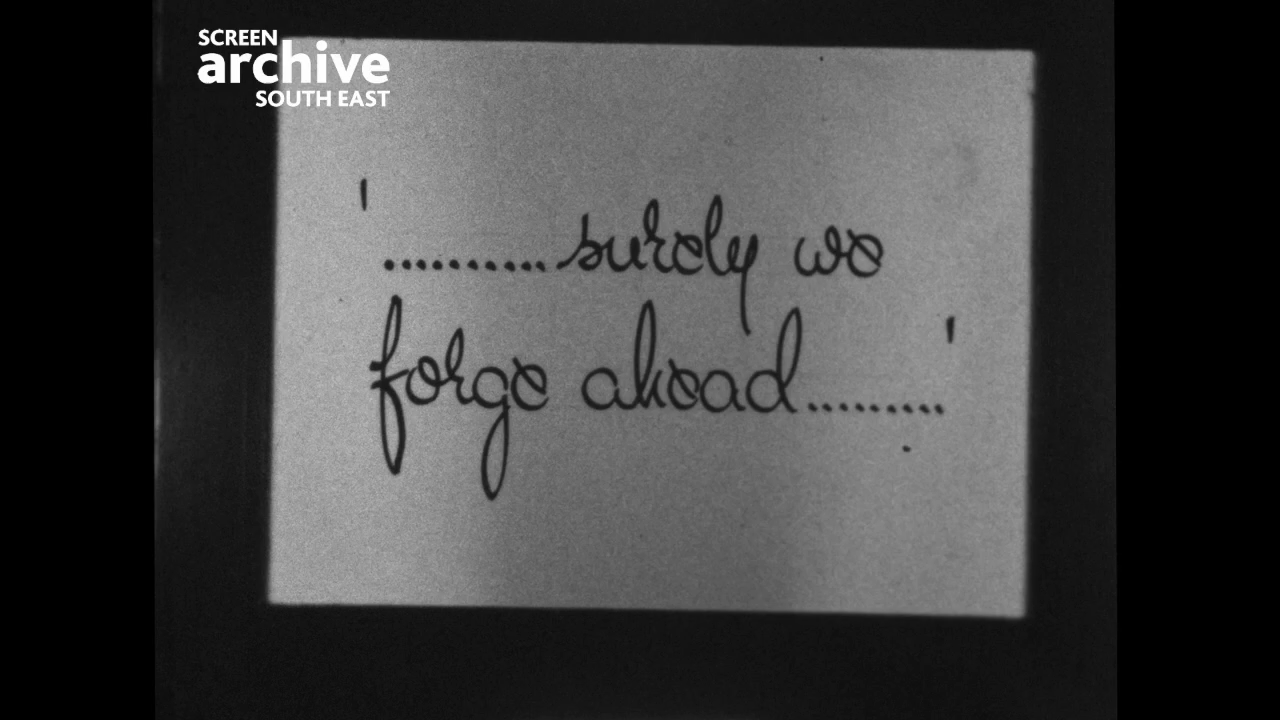 SCREEN
archive
SOUTH EAST
'..........surely we
forge ahead.........'